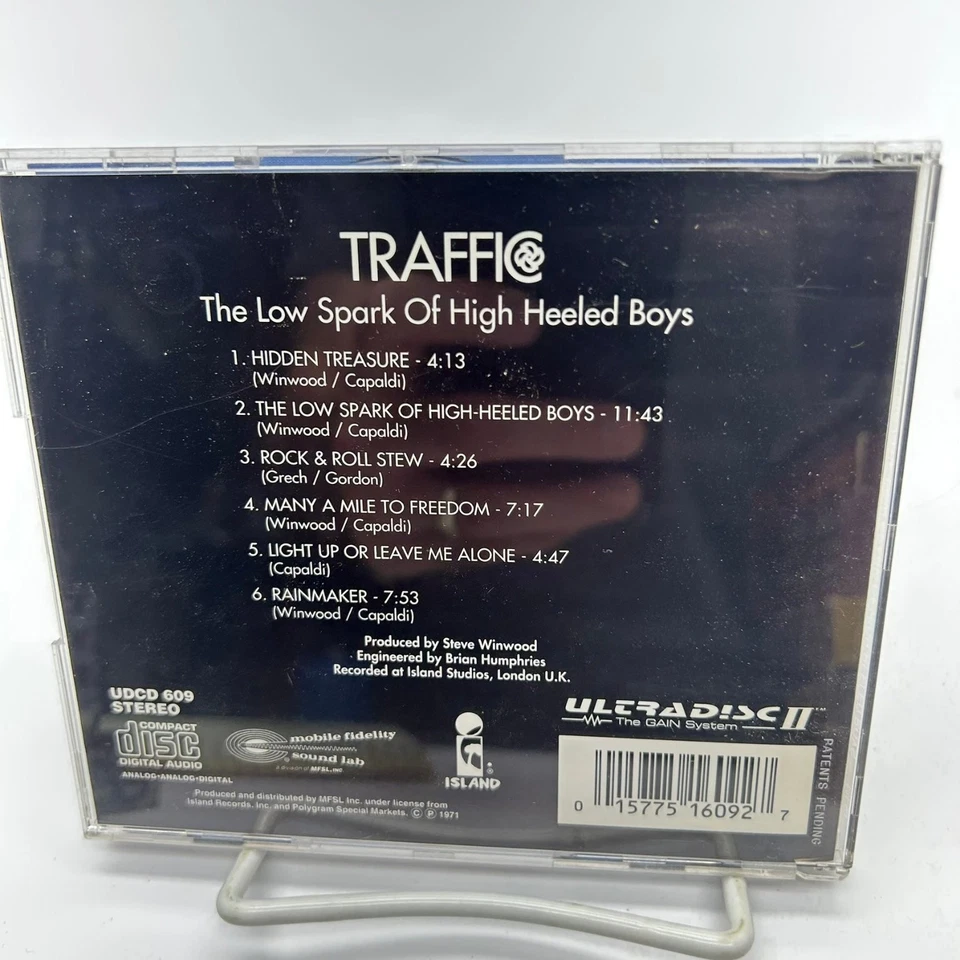 TRAFFIC
The Low Spark Of High Heeled Boys
1. HIDDEN TREASURE - 4:13
(Winwood / Capaldi)
2. THE LOW SPARK OF HIGH-HEELED BOYS - 11:43
(Winwood / Capaldi)
3. ROCK & ROLL STEW - 4:26
(Grech / Gordon)
4. MANY A MILE TO FREEDOM - 7:17
(Winwood / Capaldi)
5. LIGHT UP OR LEAVE ME ALONE - 4:47
(Capaldi)
6. RAINMAKER - 7:53
(Winwood / Capaldi)
Produced by Steve Winwood
Engineered by Brian Humphries
Recorded at Island Studios, London U.K.
UDCD 609
STEREO
COMPACT
disc
DIGITAL AUDIO
ANALOG•ANALOG•DIGITAL
mobile fidelity
sound lab
a division of MFSL, inc
i
ISLAND ®
ULTRADISC II ™
The GAIN System
Produced and distributed by MFSL Inc. under license from
Island Records. Inc. and Polygram Special Markets. © ℗ 1971
0 15775 16092 7
PATENTS PENDING